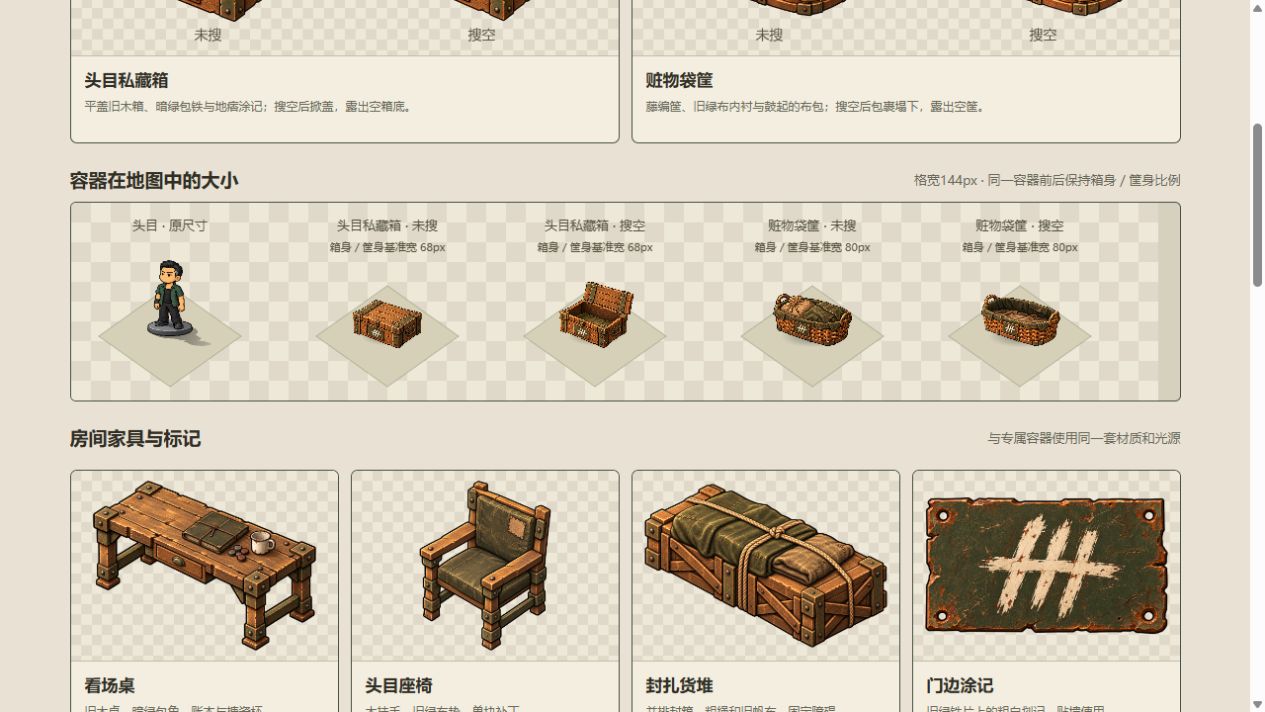 未搜
搜空
未搜
搜空
头目私藏箱
平盖旧木箱、暗绿包铁与地痞涂记；搜空后掀盖，露出空箱底。
赃物袋筐
藤编筐、旧绿布内衬与鼓起的布包；搜空后包裹塌下，露出空筐。
容器在地图中的大小
格宽144px · 同一容器前后保持箱身 / 筐身比例
头目 · 原尺寸
头目私藏箱 · 未搜
箱身 / 筐身基准宽 68px
头目私藏箱 · 搜空
箱身 / 筐身基准宽 68px
赃物袋筐 · 未搜
箱身 / 筐身基准宽 80px
赃物袋筐 · 搜空
箱身 / 筐身基准宽 80px
房间家具与标记
与专属容器使用同一套材质和光源
看场桌
头目座椅
封扎货堆
门边涂记